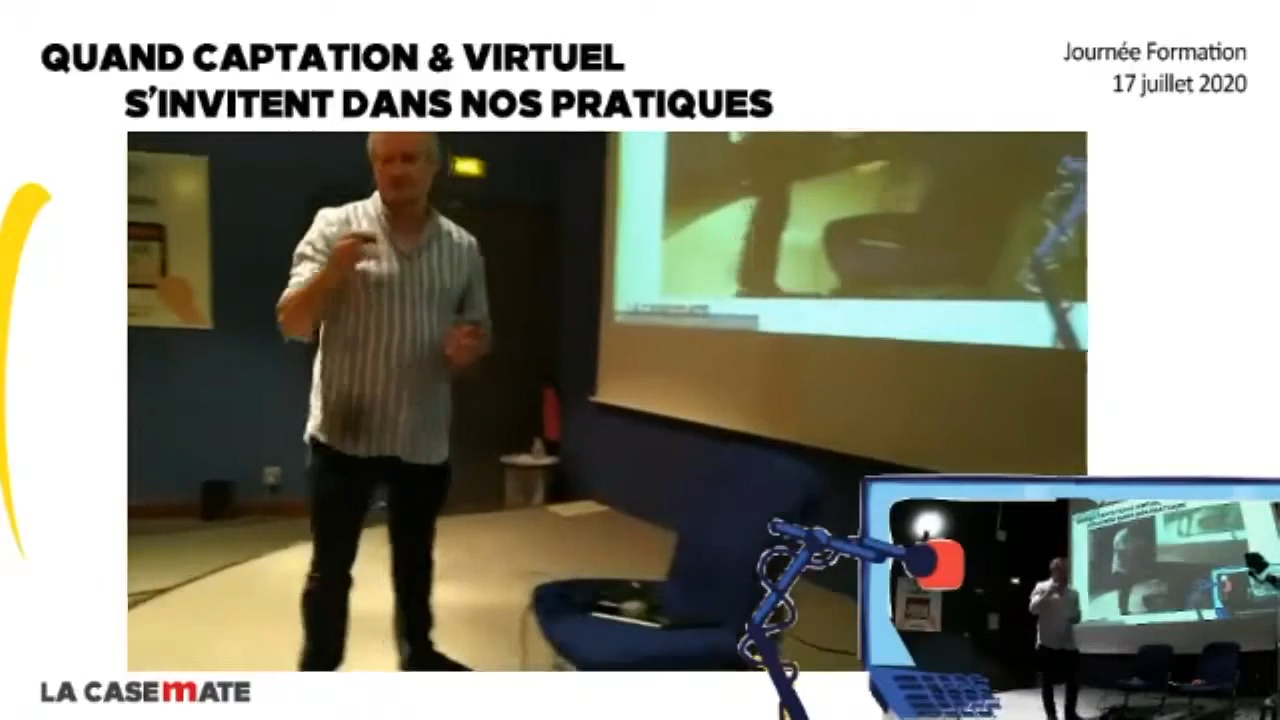 QUAND CAPTATION & VIRTUEL
S'INVITENT DANS NOS PRATIQUES
Journée Formation
17 juillet 2020
LA CASEMATE